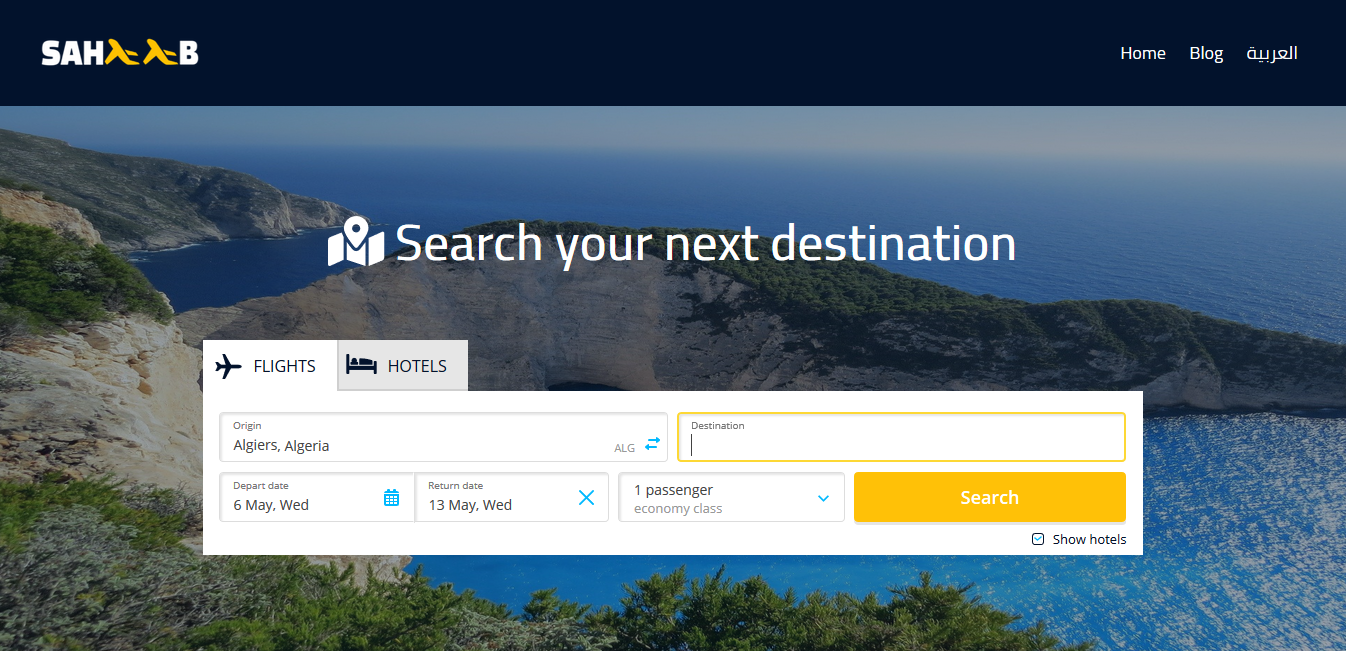 SAHAAB
Home Blog العربية
Search your next destination
FLIGHTS HOTELS
Origin
Algiers, Algeria ALG
Destination
Depart date
6 May, Wed
Return date
13 May, Wed
1 passenger
economy class
Search
Show hotels